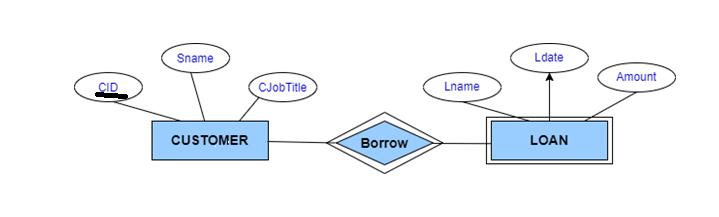 Ldate
Sname
Amount
CID
CJobTitle
Lname
CUSTOMER
Borrow
LOAN